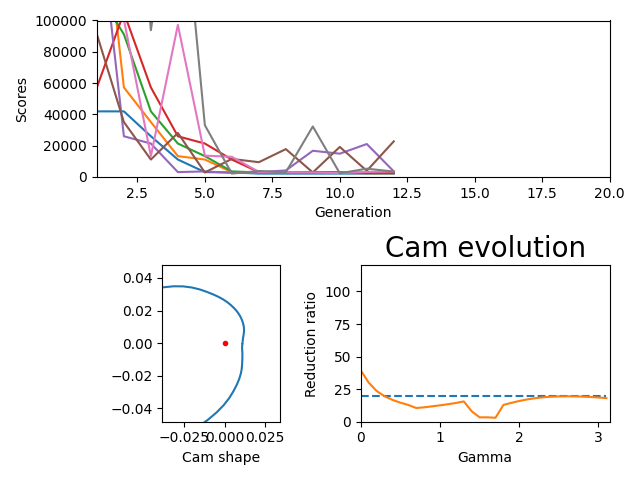 100000
80000
60000
40000
20000
0
Scores
2.5 5.0 7.5 10.0 12.5 15.0 17.5 20.0
Generation
Cam evolution
0.04
0.02
0.00
−0.02
−0.04
−0.025 0.000 0.025
Cam shape
100
75
50
25
0
Reduction ratio
0 1 2 3
Gamma